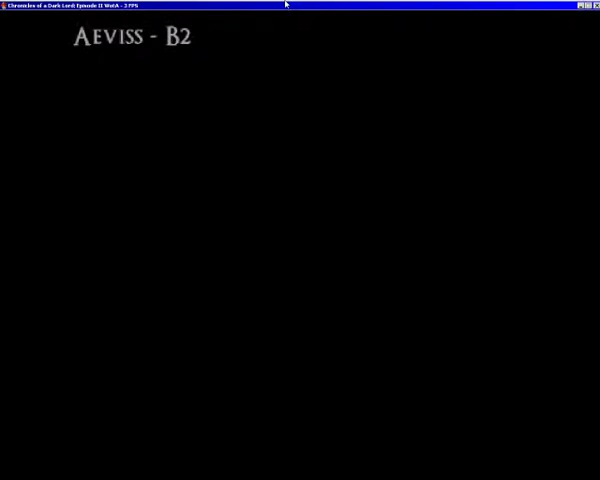 Chronicles of a Dark Lord: Episode II WotA - 2 FPS
Aeviss - B2